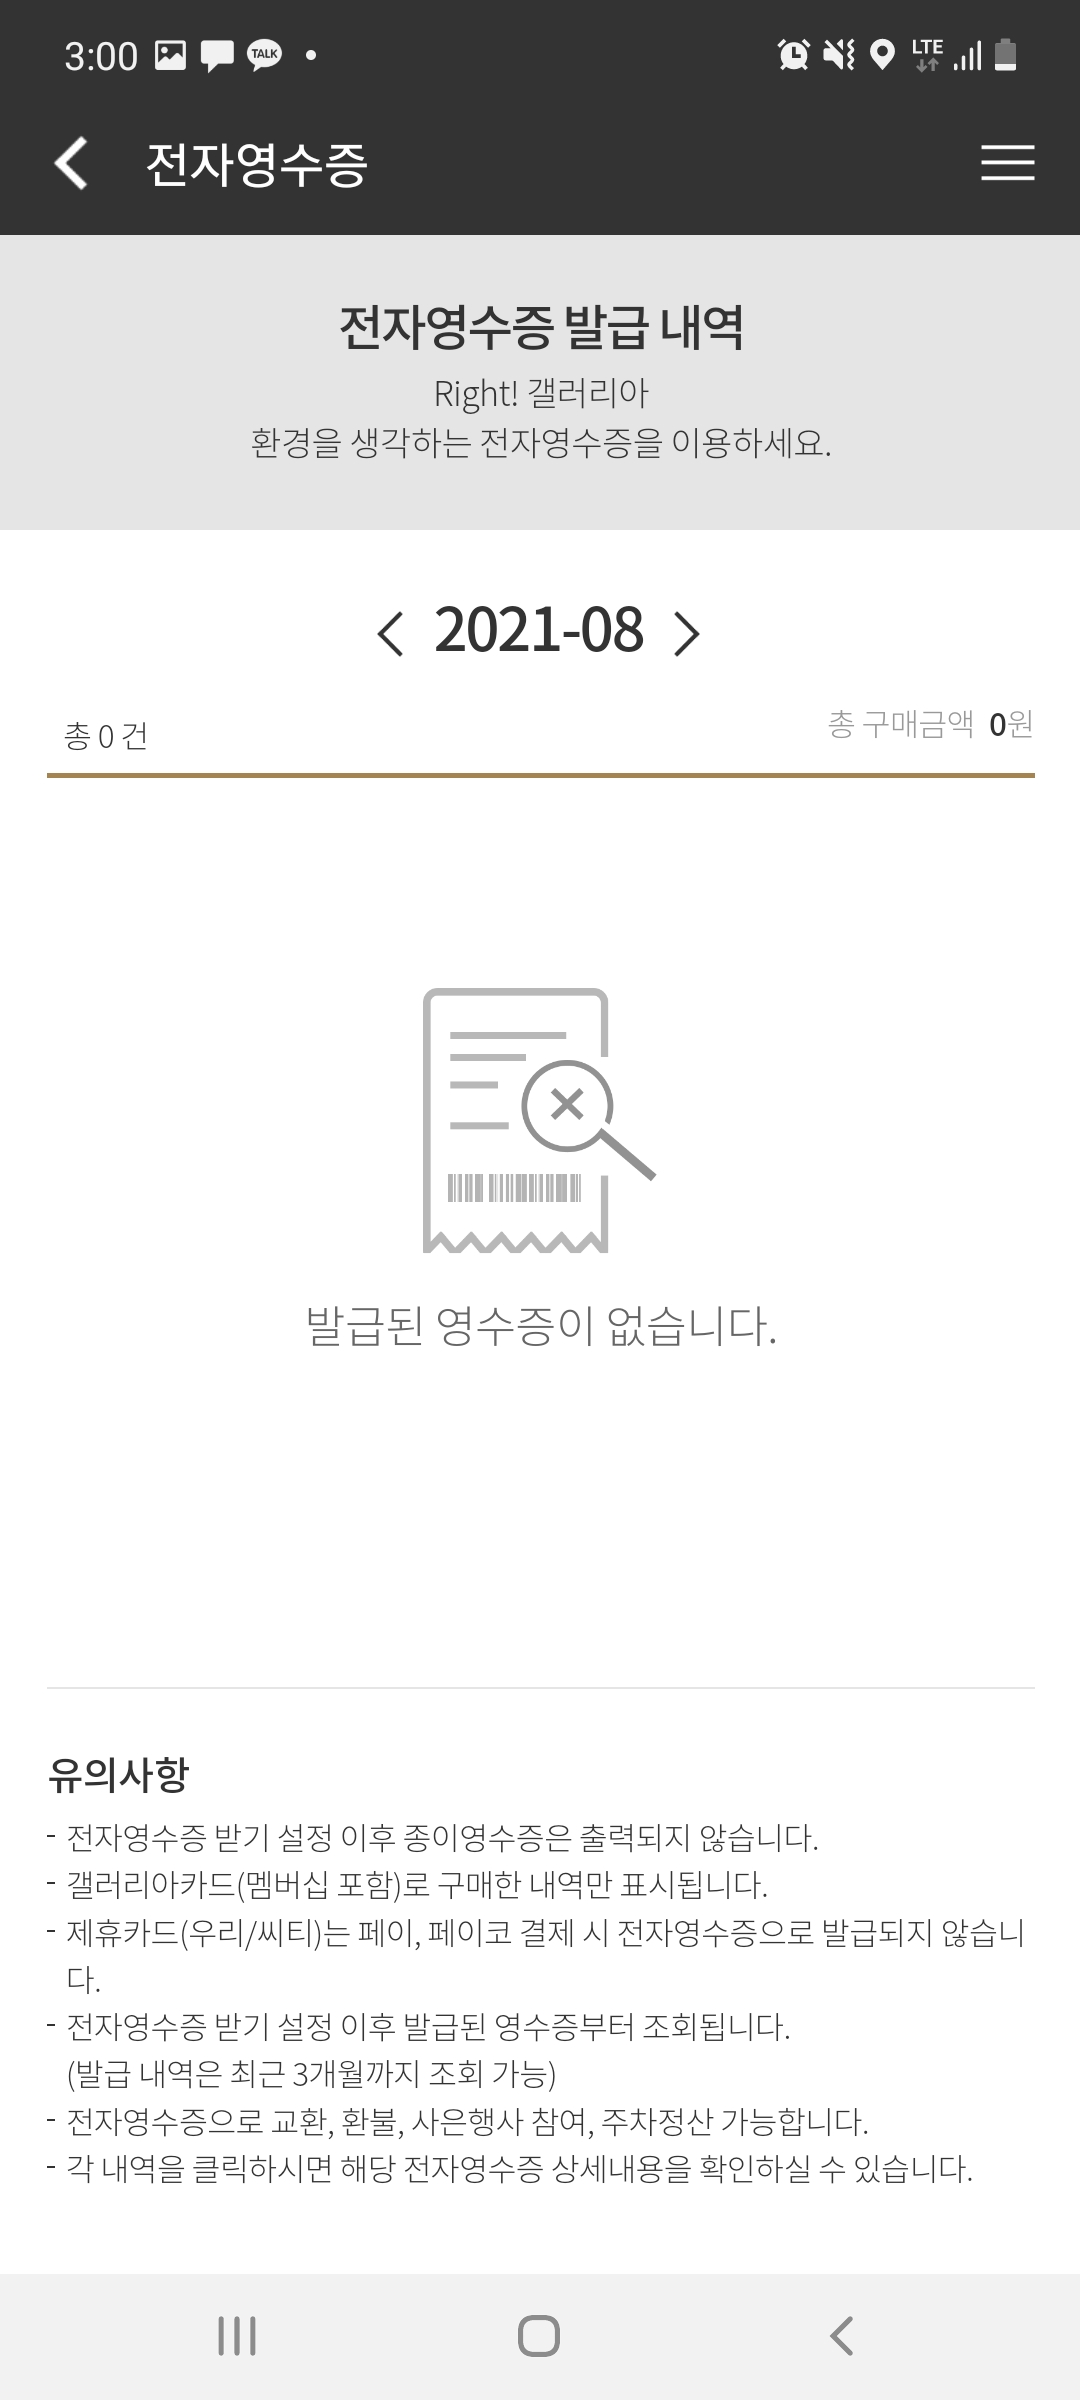 3:00 TALK LTE
전자영수증
전자영수증 발급 내역
Right! 갤러리아
환경을 생각하는 전자영수증을 이용하세요.
2021-08
총 0 건
총 구매금액 0원
발급된 영수증이 없습니다.
유의사항
- 전자영수증 받기 설정 이후 종이영수증은 출력되지 않습니다.
- 갤러리아카드(멤버십 포함)로 구매한 내역만 표시됩니다.
- 제휴카드(우리/씨티)는 페이, 페이코 결제 시 전자영수증으로 발급되지 않습니
다.
- 전자영수증 받기 설정 이후 발급된 영수증부터 조회됩니다.
(발급 내역은 최근 3개월까지 조회 가능)
- 전자영수증으로 교환, 환불, 사은행사 참여, 주차정산 가능합니다.
- 각 내역을 클릭하시면 해당 전자영수증 상세내용을 확인하실 수 있습니다.